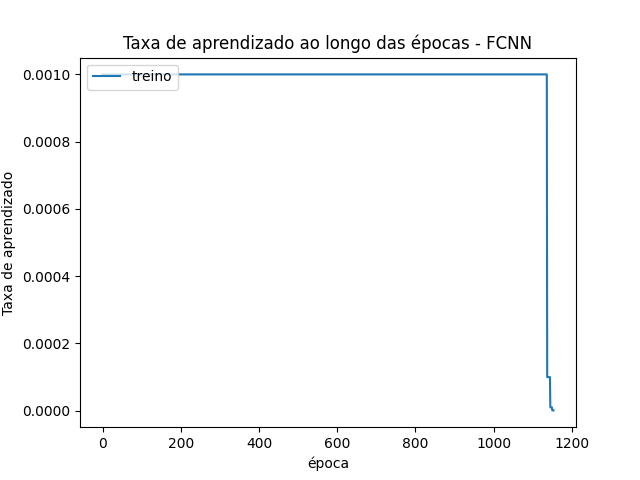 Taxa de aprendizado ao longo das épocas - FCNN
treino
Taxa de aprendizado
0.0010
0.0008
0.0006
0.0004
0.0002
0.0000
0 200 400 600 800 1000 1200
época